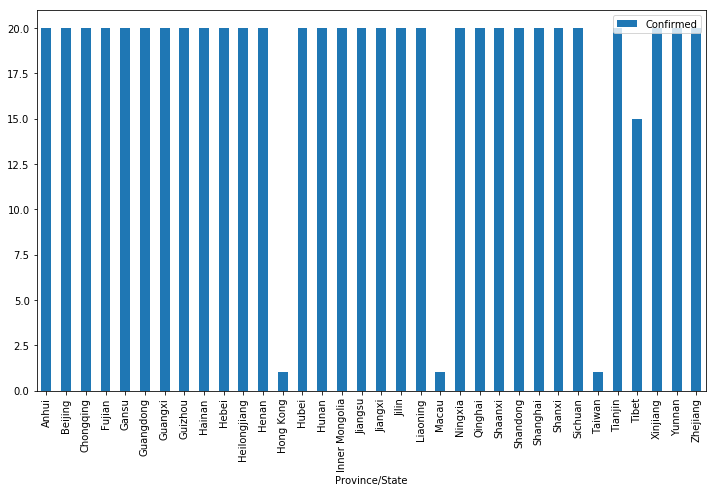 Confirmed
20.0
17.5
15.0
12.5
10.0
7.5
5.0
2.5
0.0
Anhui
Beijing
Chongqing
Fujian
Gansu
Guangdong
Guangxi
Guizhou
Hainan
Hebei
Heilongjiang
Henan
Hong Kong
Hubei
Hunan
Inner Mongolia
Jiangsu
Jiangxi
Jilin
Liaoning
Macau
Ningxia
Qinghai
Shaanxi
Shandong
Shanghai
Shanxi
Sichuan
Taiwan
Tianjin
Tibet
Xinjiang
Yunnan
Zhejiang
Province/State